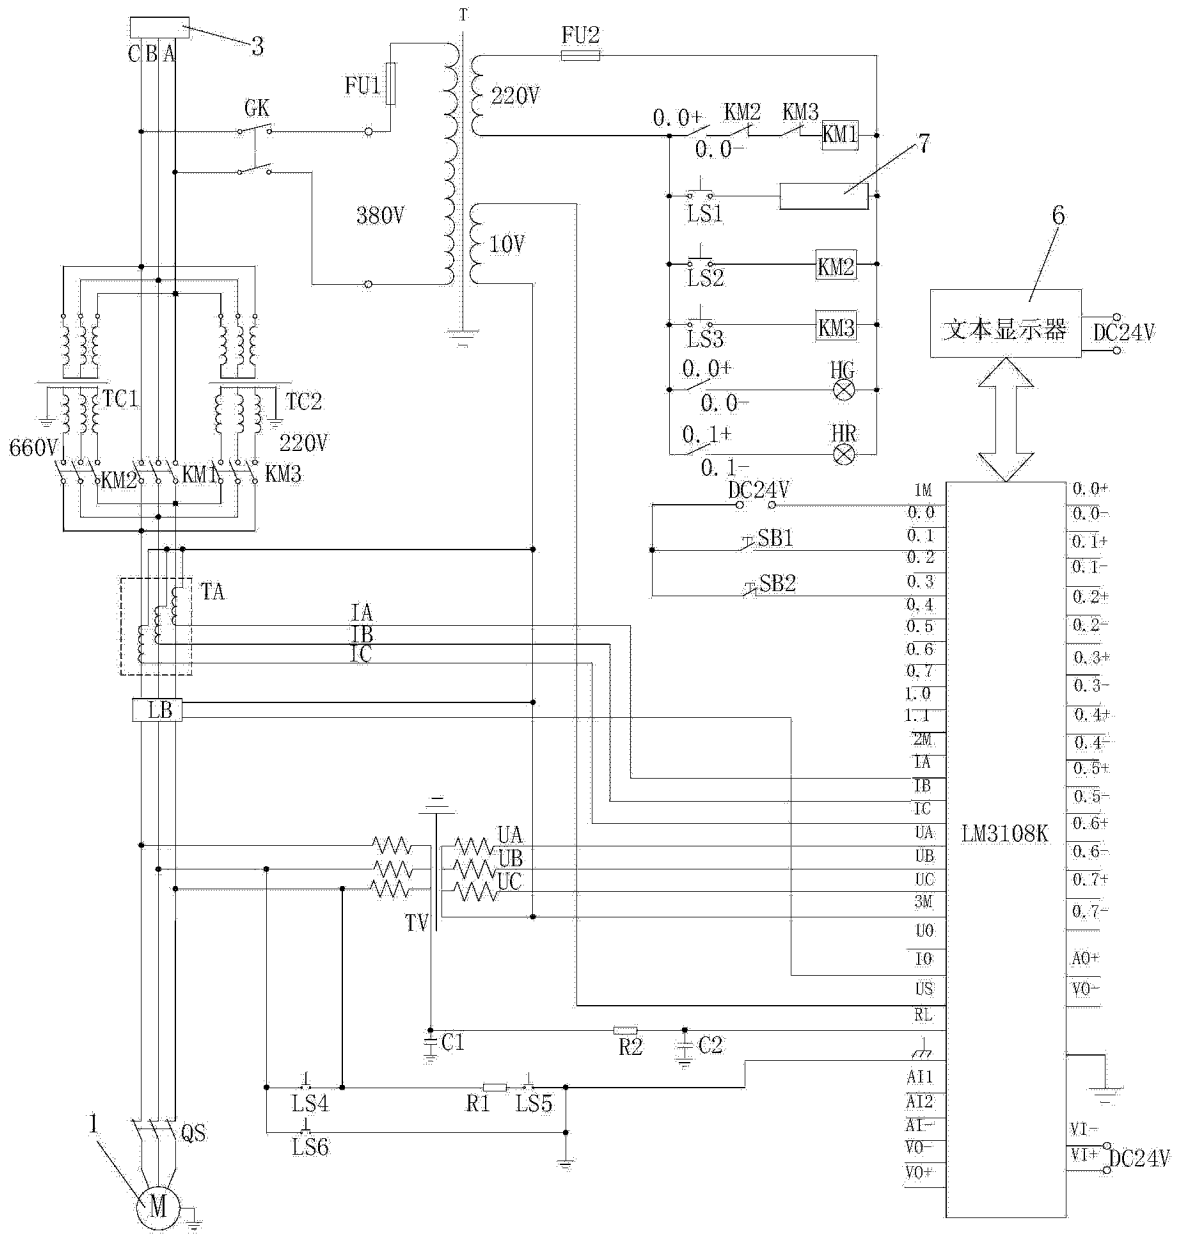 T
3
C B A
FU1
FU2
GK
220V
380V
10V
0.0+
0.0-
KM2
KM3
KM1
7
LS1
LS2
KM2
LS3
KM3
0.0+
0.0-
HG
0.1+
0.1-
HR
6
文本显示器
DC24V
TC1
TC2
660V
220V
KM2
KM1
KM3
DC24V
SB1
SB2
TA
IA
IB
IC
LB
UA
UB
UC
TV
C1
R2
C2
LS4
R1
LS5
LS6
1
QS
M
1M
0.0
0.1
0.2
0.3
0.4
0.5
0.6
0.7
1.0
1.1
2M
IA
IB
IC
UA
UB
UC
3M
U0
I0
US
RL
AI1
AI2
AI-
VO-
VO+
LM3108K
0.0+
0.0-
0.1+
0.1-
0.2+
0.2-
0.3+
0.3-
0.4+
0.4-
0.5+
0.5-
0.6+
0.6-
0.7+
0.7-
AO+
VO-
VI-
VI+
DC24V